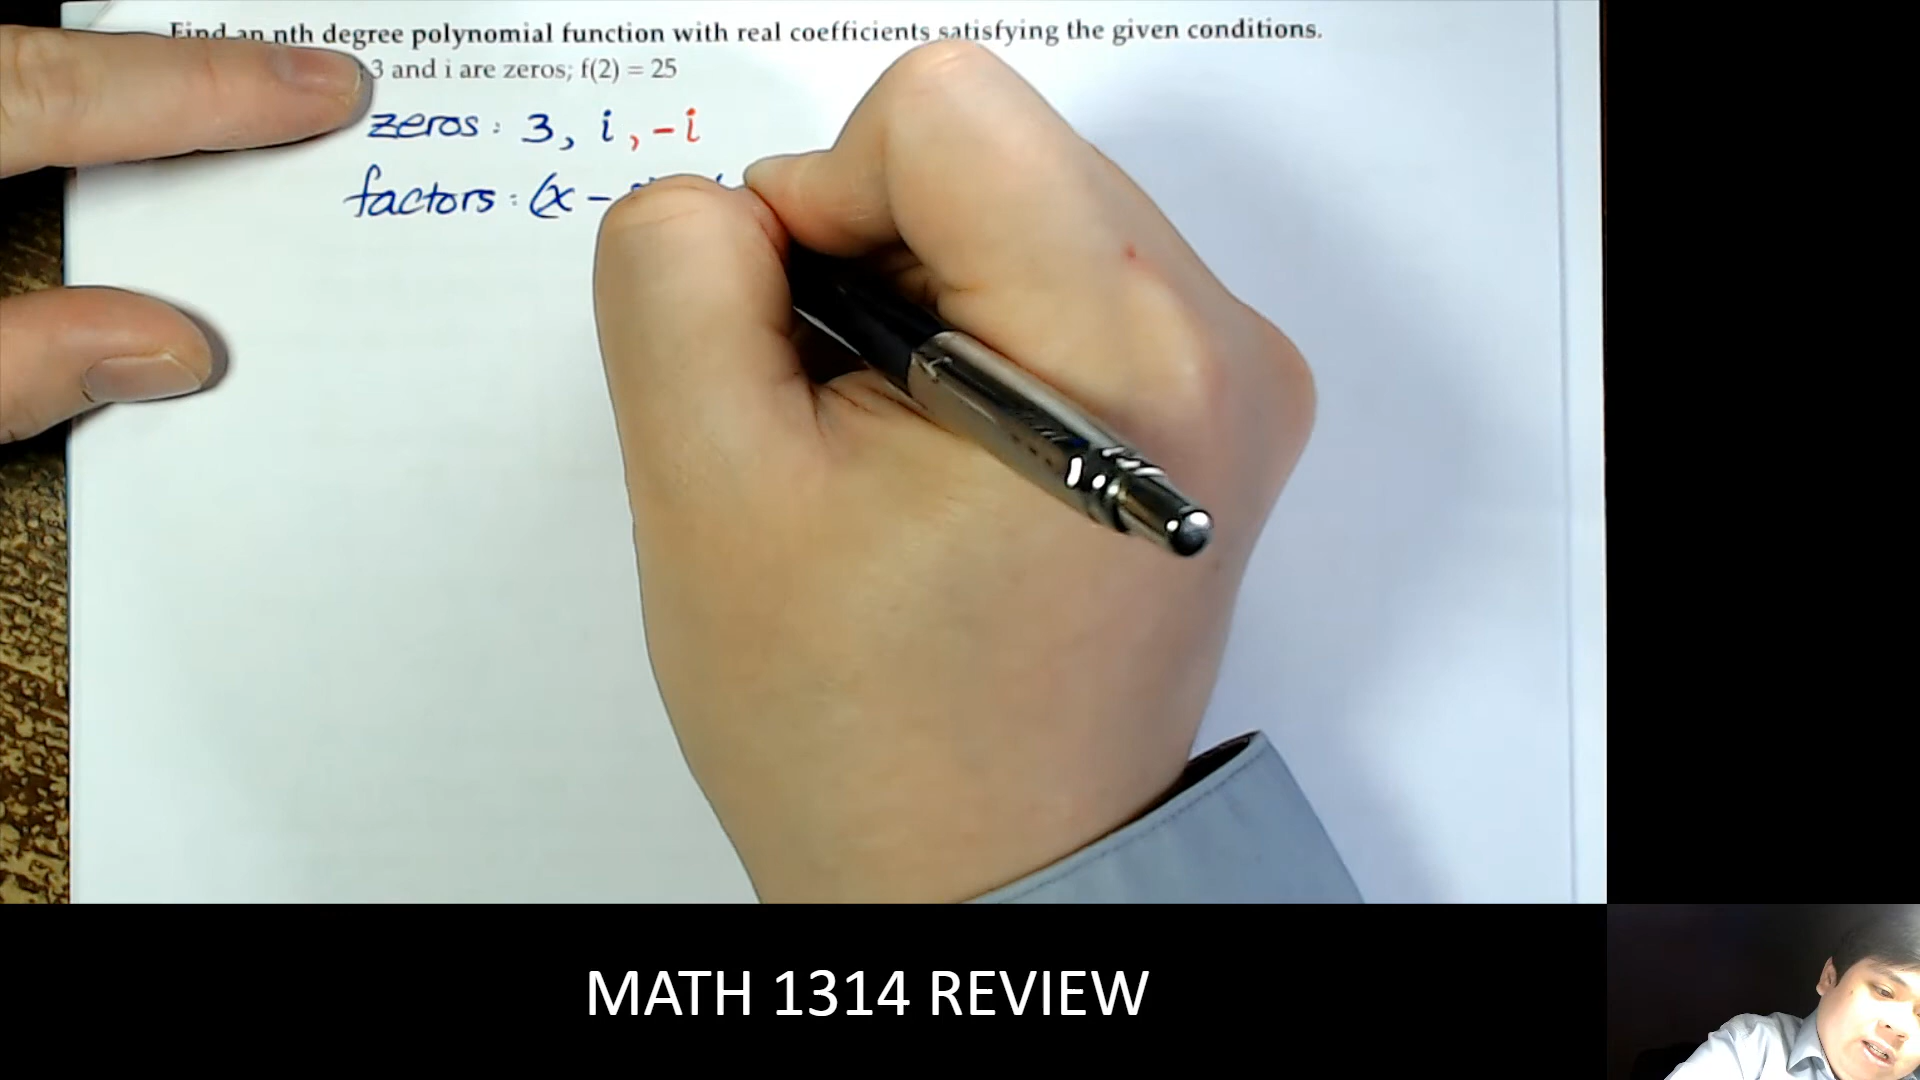 Find an nth degree polynomial function with real coefficients satisfying the given conditions.
3 and i are zeros; f(2) = 25
zeros: 3, i, -i
factors: (x -
MATH 1314 REVIEW